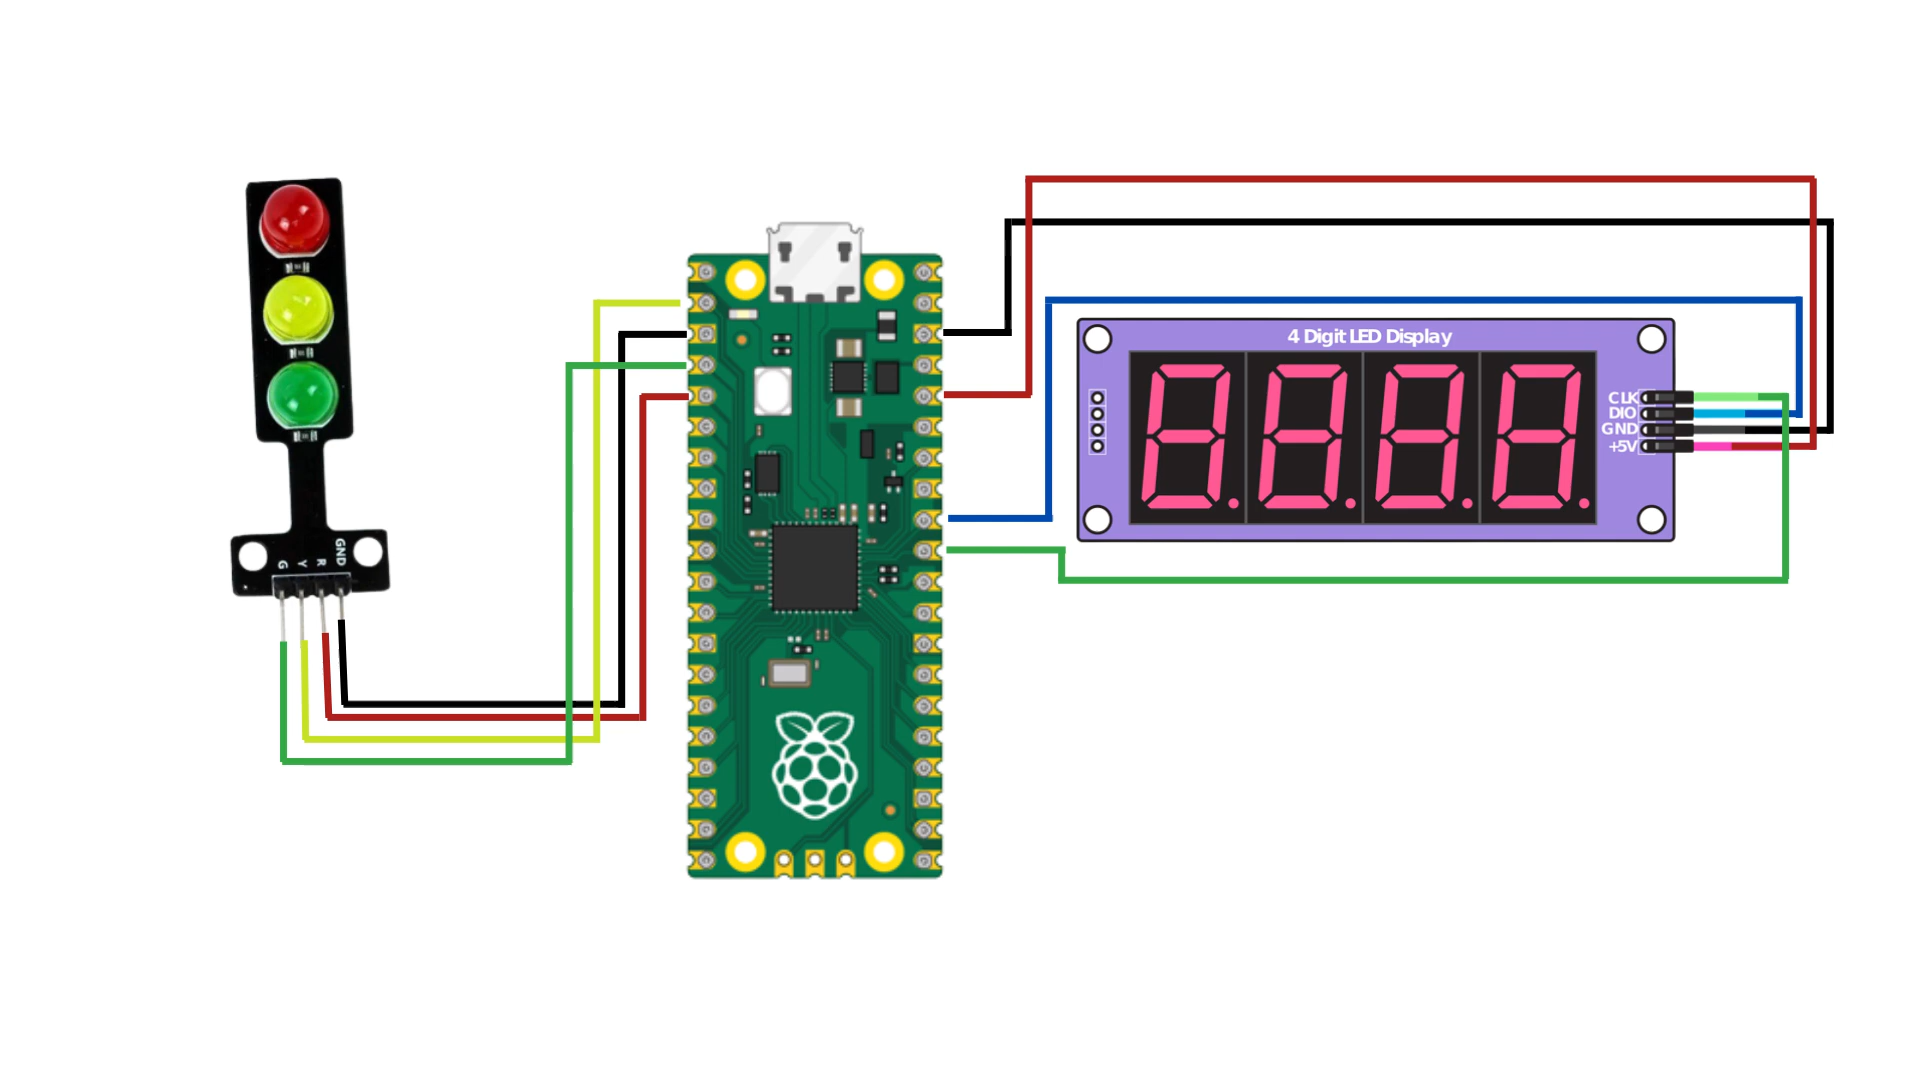 4 Digit LED Display
CLK
DIO
GND
+5V
G
Y
R
GND